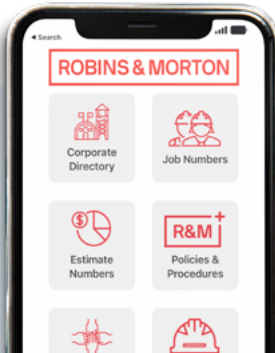 Search
ROBINS & MORTON
Corporate
Directory
Job Numbers
$
Estimate
Numbers
R&M+
Policies &
Procedures